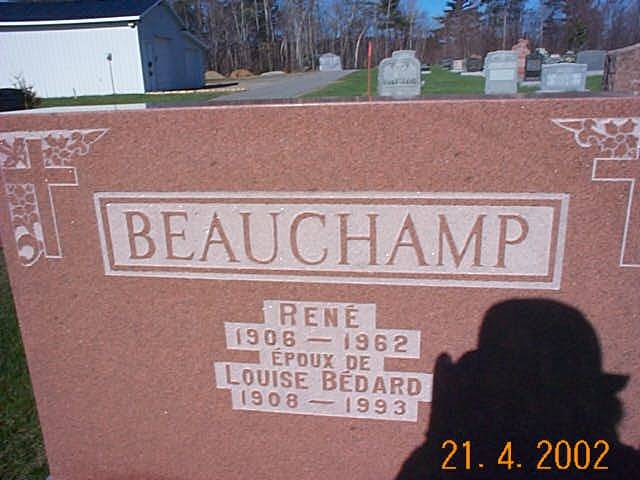 BEAUCHAMP
RENÉ
1906 — 1962
ÉPOUX DE
LOUISE BÉDARD
1908 — 1993
21. 4. 2002